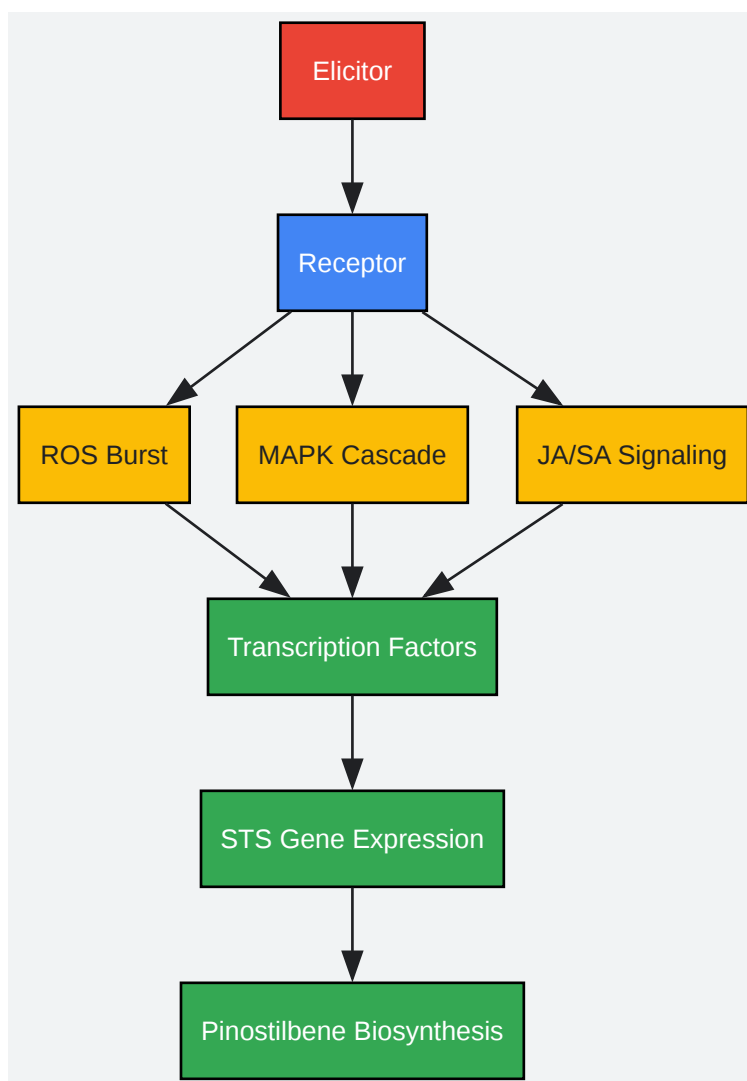 Elicitor
Receptor
ROS Burst
MAPK Cascade
JA/SA Signaling
Transcription Factors
STS Gene Expression
Pinostilbene Biosynthesis